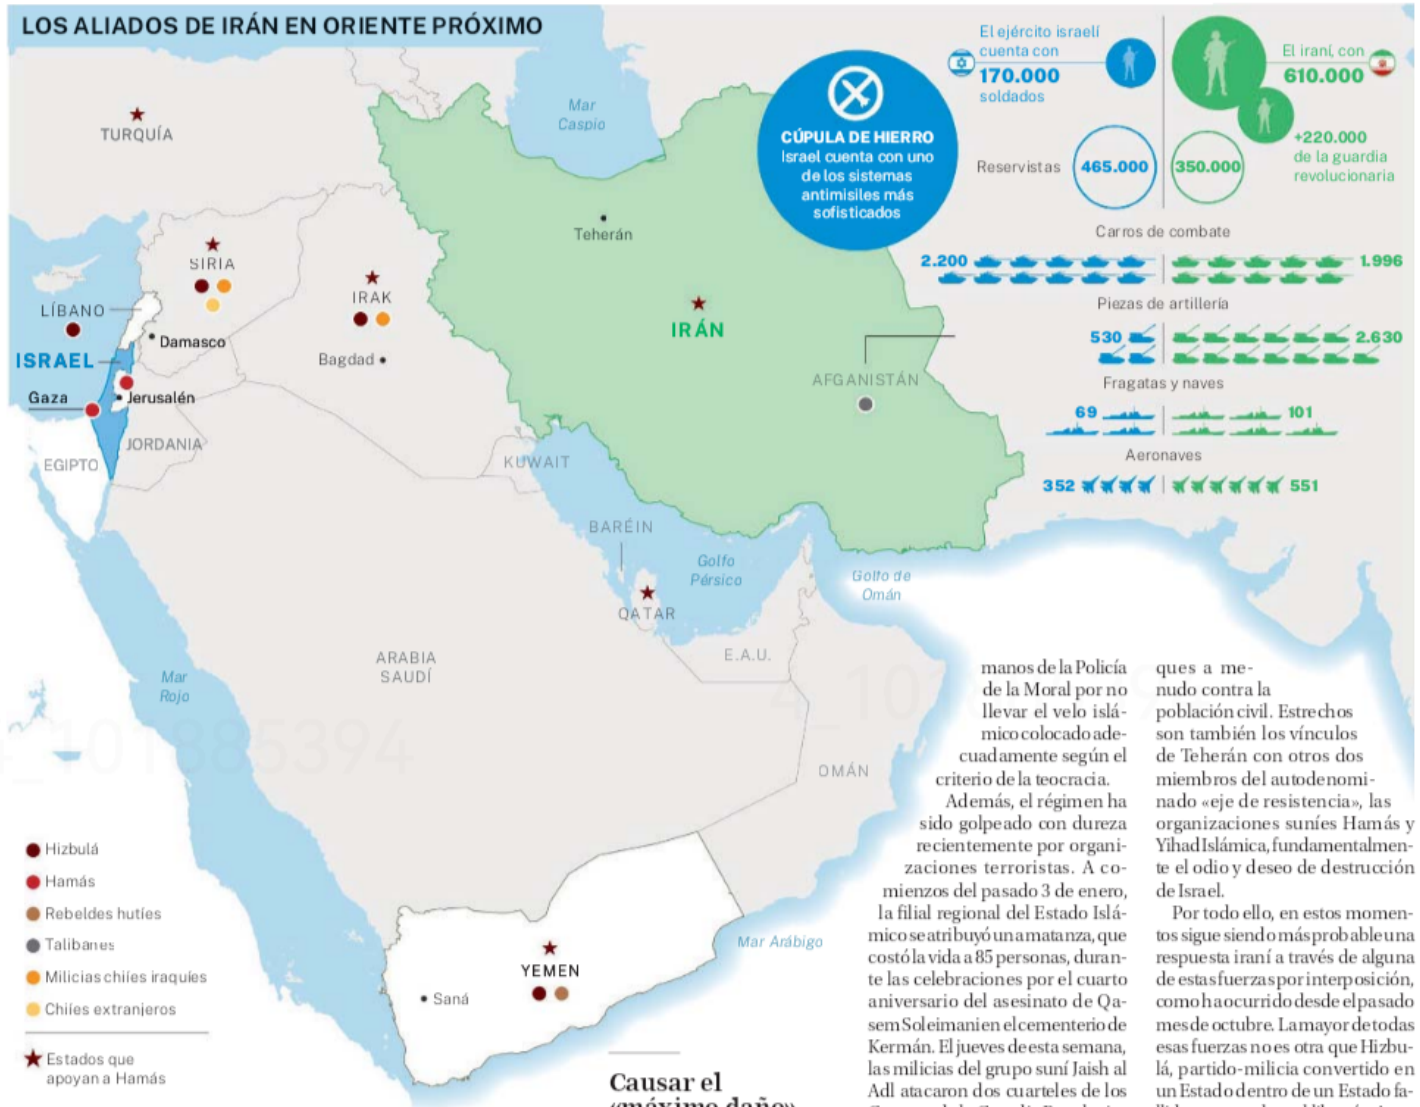 LOS ALIADOS DE IRÁN EN ORIENTE PRÓXIMO
El ejército israelí
cuenta con
170.000
soldados
El iraní, con
610.000
+220.000
de la guardia
revolucionaria
Reservistas
465.000
350.000
Carros de combate
2.200
1.996
Piezas de artillería
530
2.630
Fragatas y naves
69
101
Aeronaves
352
551
CÚPULA DE HIERRO
Israel cuenta con uno
de los sistemas
antimisiles más
sofisticados
Mar
Caspio
TURQUÍA
Teherán
SIRIA
IRAK
LÍBANO
Damasco
ISRAEL
Bagdad
IRÁN
AFGANISTÁN
Gaza
Jerusalén
JORDANIA
EGIPTO
KUWAIT
BARÉIN
Golfo
Pérsico
Golfo de
Omán
QATAR
E.A.U.
ARABIA
SAUDÍ
Mar
Rojo
OMÁN
Mar Arábigo
YEMEN
Saná
Hizbulá
Hamás
Rebeldes hutíes
Talibanes
Milicias chiíes iraquíes
Chiíes extranjeros
Estados que
apoyan a Hamás
4_101885394
Causar el
«máximo daño»
manos de la Policía
de la Moral por no
llevar el velo islá-
mico colocado ade-
cuadamente según el
criterio de la teocracia.
Además, el régimen ha
sido golpeado con dureza
recientemente por organi-
zaciones terroristas. A co-
mienzos del pasado 3 de enero,
la filial regional del Estado Islá-
mico se atribuyó una matanza, que
costó la vida a 85 personas, duran-
te las celebraciones por el cuarto
aniversario del asesinato de Qa-
sem Soleimani en el cementerio de
Kermán. El jueves de esta semana,
las milicias del grupo suní Jaish al
Adl atacaron dos cuarteles de los
ques a me-
nudo contra la
población civil. Estrechos
son también los vínculos
de Teherán con otros dos
miembros del autodenomi-
nado «eje de resistencia», las
organizaciones suníes Hamás y
Yihad Islámica, fundamentalmen-
te el odio y deseo de destrucción
de Israel.
Por todo ello, en estos momen-
tos sigue siendo más probable una
respuesta iraní a través de alguna
de estas fuerzas por interposición,
como ha ocurrido desde el pasado
mes de octubre. La mayor de todas
esas fuerzas no es otra que Hizbu-
lá, partido-milicia convertido en
un Estado dentro de un Estado fa-